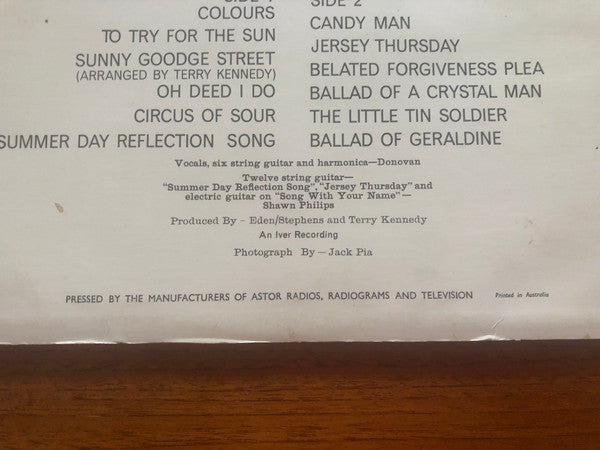 SIDE 1
COLOURS
TO TRY FOR THE SUN
SUNNY GOODGE STREET
(ARRANGED BY TERRY KENNEDY)
OH DEED I DO
CIRCUS OF SOUR
SUMMER DAY REFLECTION SONG
SIDE 2
CANDY MAN
JERSEY THURSDAY
BELATED FORGIVENESS PLEA
BALLAD OF A CRYSTAL MAN
THE LITTLE TIN SOLDIER
BALLAD OF GERALDINE
Vocals, six string guitar and harmonica—Donovan
Twelve string guitar—
"Summer Day Reflection Song", "Jersey Thursday" and
electric guitar on "Song With Your Name"—
Shawn Philips
Produced By - Eden/Stephens and Terry Kennedy
An Iver Recording
Photograph By — Jack Pia
PRESSED BY THE MANUFACTURERS OF ASTOR RADIOS, RADIOGRAMS AND TELEVISION
Printed in Australia